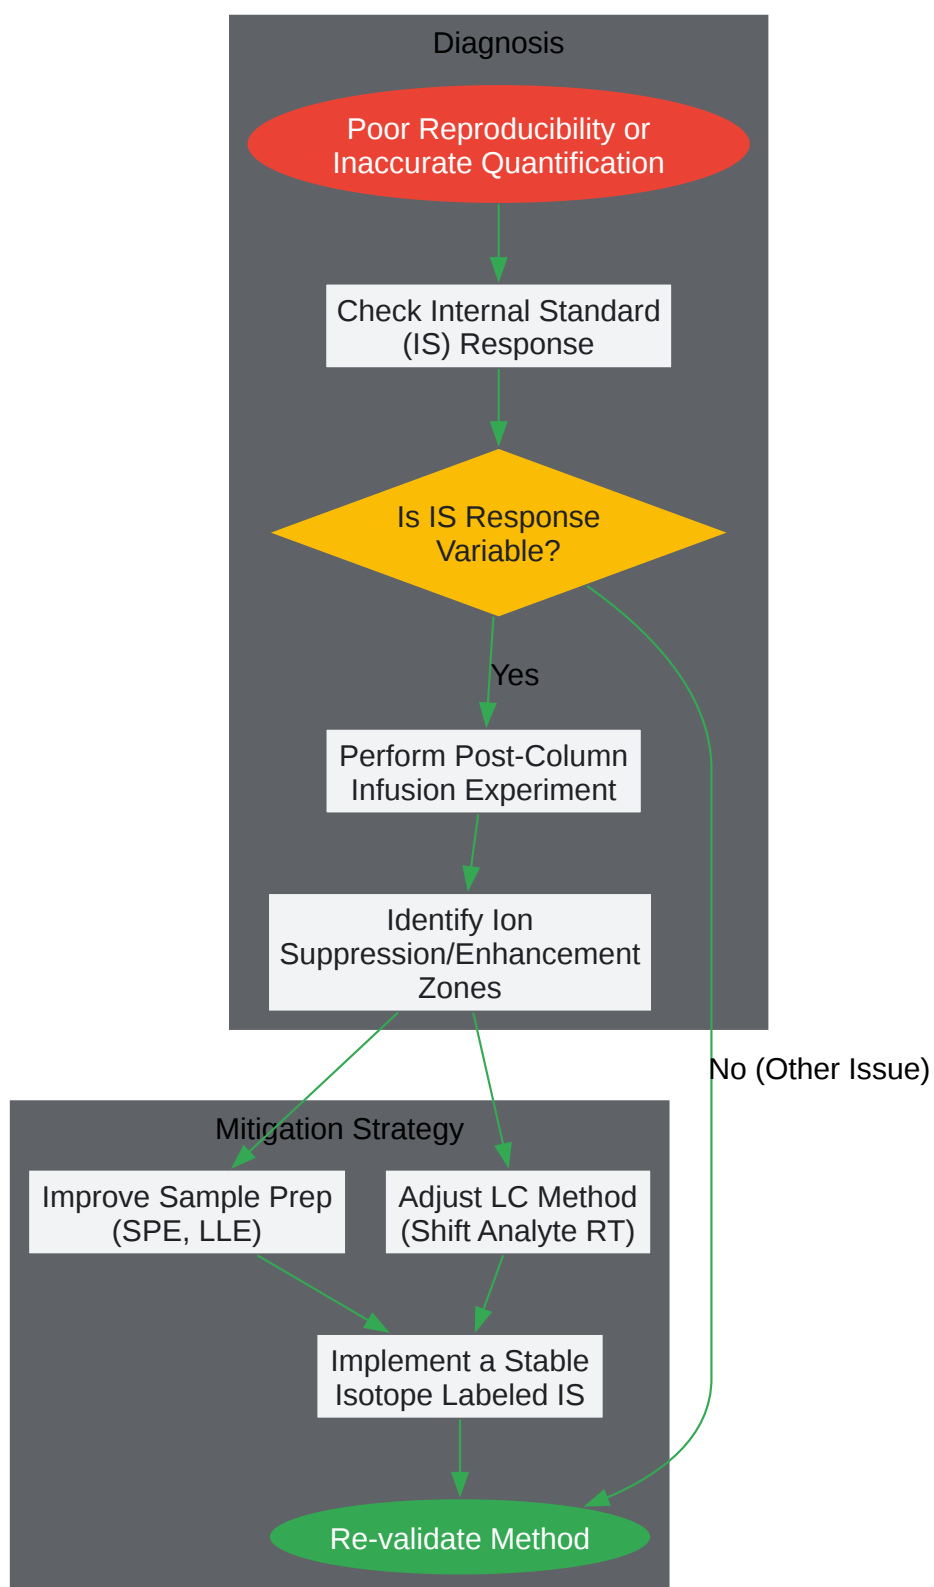 Diagnosis
Poor Reproducibility or
Inaccurate Quantification
Check Internal Standard
(IS) Response
Is IS Response
Variable?
Yes
Perform Post-Column
Infusion Experiment
Identify Ion
Suppression/Enhancement
Zones
No (Other Issue)
Mitigation Strategy
Improve Sample Prep
(SPE, LLE)
Adjust LC Method
(Shift Analyte RT)
Implement a Stable
Isotope Labeled IS
Re-validate Method